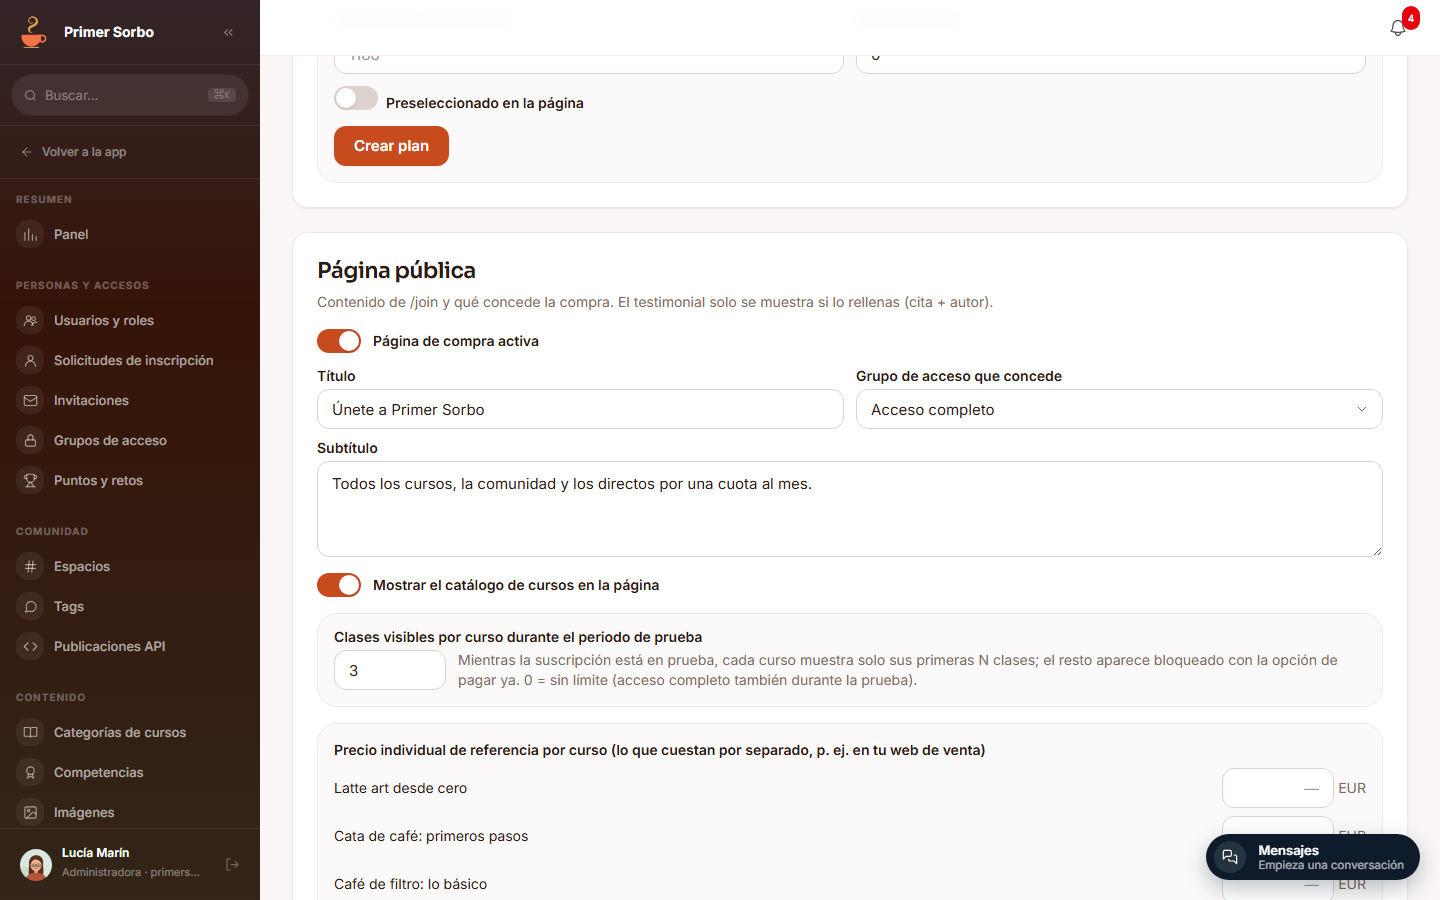 Primer Sorbo
Buscar...
⌘K
Volver a la app
RESUMEN
Panel
PERSONAS Y ACCESOS
Usuarios y roles
Solicitudes de inscripción
Invitaciones
Grupos de acceso
Puntos y retos
COMUNIDAD
Espacios
Tags
Publicaciones API
CONTENIDO
Categorías de cursos
Competencias
Imágenes
Lucía Marín
Administradora · primers...
4
Preseleccionado en la página
Crear plan
Página pública
Contenido de /join y qué concede la compra. El testimonial solo se muestra si lo rellenas (cita + autor).
Página de compra activa
Título
Únete a Primer Sorbo
Grupo de acceso que concede
Acceso completo
Subtítulo
Todos los cursos, la comunidad y los directos por una cuota al mes.
Mostrar el catálogo de cursos en la página
Clases visibles por curso durante el periodo de prueba
3
Mientras la suscripción está en prueba, cada curso muestra solo sus primeras N clases; el resto aparece bloqueado con la opción de
pagar ya. 0 = sin límite (acceso completo también durante la prueba).
Precio individual de referencia por curso (lo que cuestan por separado, p. ej. en tu web de venta)
Latte art desde cero
— EUR
Cata de café: primeros pasos
EUR
Café de filtro: lo básico
— EUR
Mensajes
Empieza una conversación